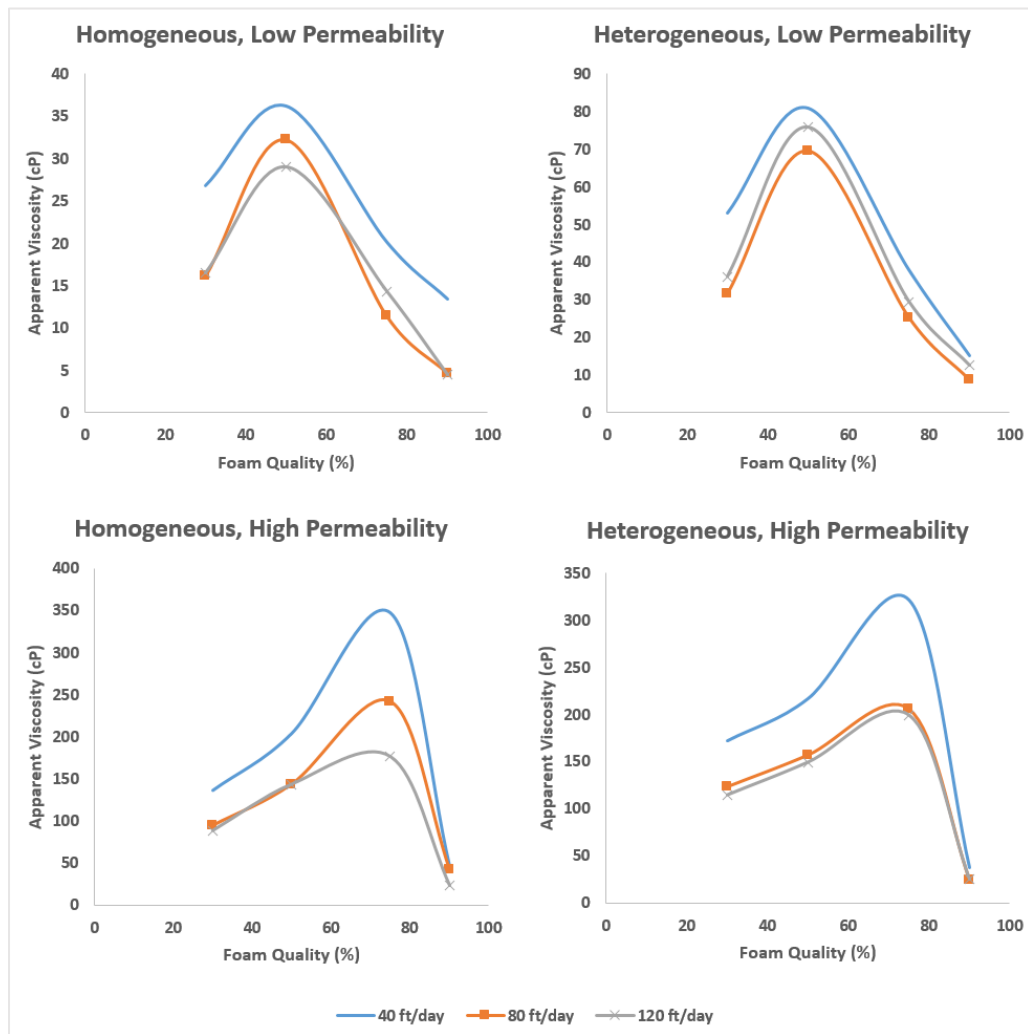 Homogeneous, Low Permeability
Apparent Viscosity (cP)
40
35
30
25
20
15
10
5
0
0 20 40 60 80 100
Foam Quality (%)
Heterogeneous, Low Permeability
Apparent Viscosity (cP)
90
80
70
60
50
40
30
20
10
0
0 20 40 60 80 100
Foam Quality (%)
Homogeneous, High Permeability
Apparent Viscosity (cP)
400
350
300
250
200
150
100
50
0
0 20 40 60 80 100
Foam Quality (%)
Heterogeneous, High Permeability
Apparent Viscosity (cP)
350
300
250
200
150
100
50
0
0 20 40 60 80 100
Foam Quality (%)
40 ft/day 80 ft/day 120 ft/day